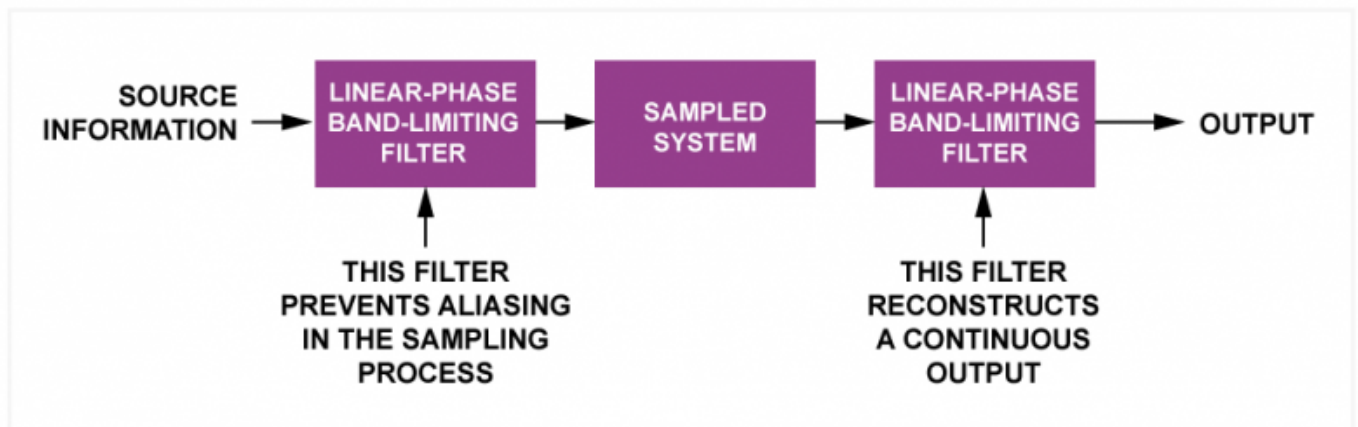 SOURCE
INFORMATION
LINEAR-PHASE
BAND-LIMITING
FILTER
SAMPLED
SYSTEM
LINEAR-PHASE
BAND-LIMITING
FILTER
OUTPUT
THIS FILTER
PREVENTS ALIASING
IN THE SAMPLING
PROCESS
THIS FILTER
RECONSTRUCTS
A CONTINUOUS
OUTPUT